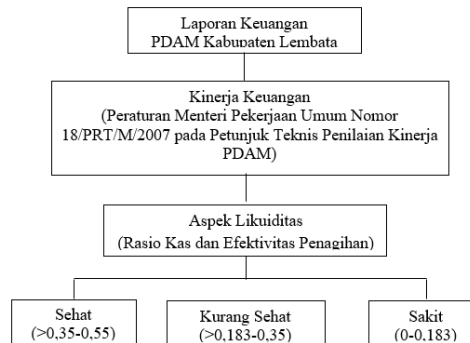 Laporan Keuangan
PDAM Kabupaten Lembata
Kinerja Keuangan
(Peraturan Menteri Pekerjaan Umum Nomor
18/PRT/M/2007 pada Petunjuk Teknis Penilaian Kinerja
PDAM)
Aspek Likuiditas
(Rasio Kas dan Efektivitas Penagihan)
Sehat
(>0,35-0,55)
Kurang Sehat
(>0,183-0,35)
Sakit
(0-0,183)